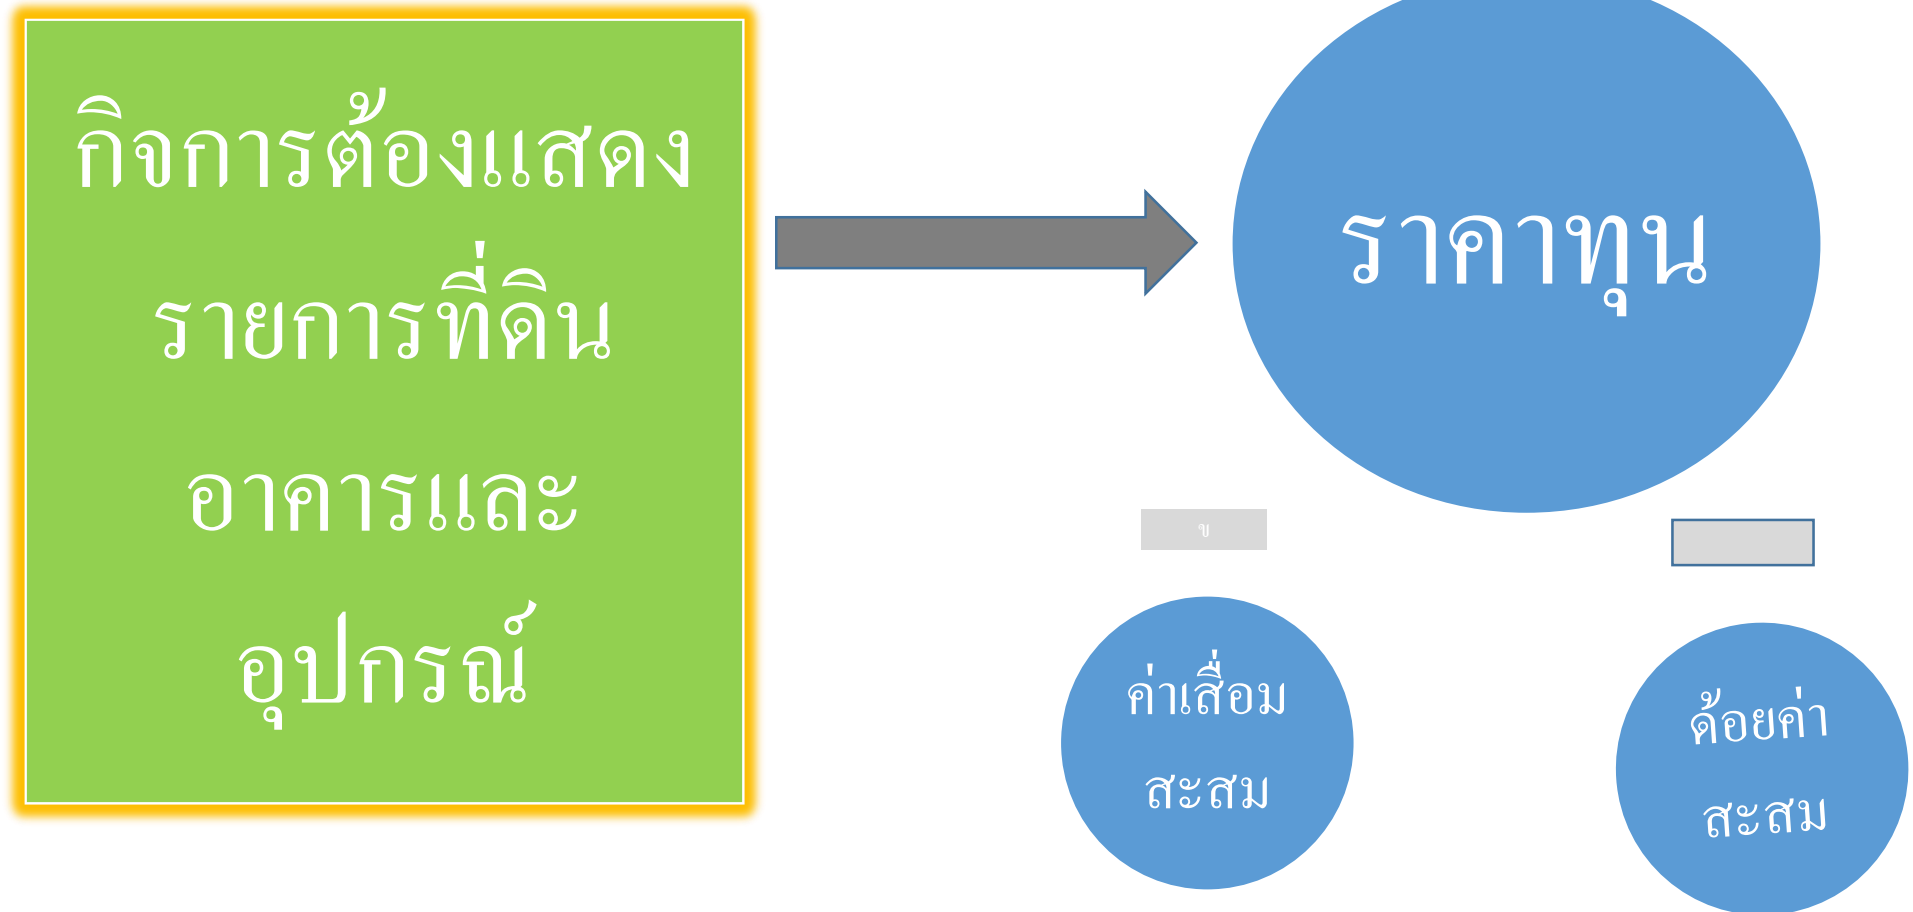 กิจการต้องแสดง
รายการที่ดิน
อาคารและ
อุปกรณ์
ราคาทุน
ข
ค่าเสื่อม
สะสม
ด้อยค่า
สะสม